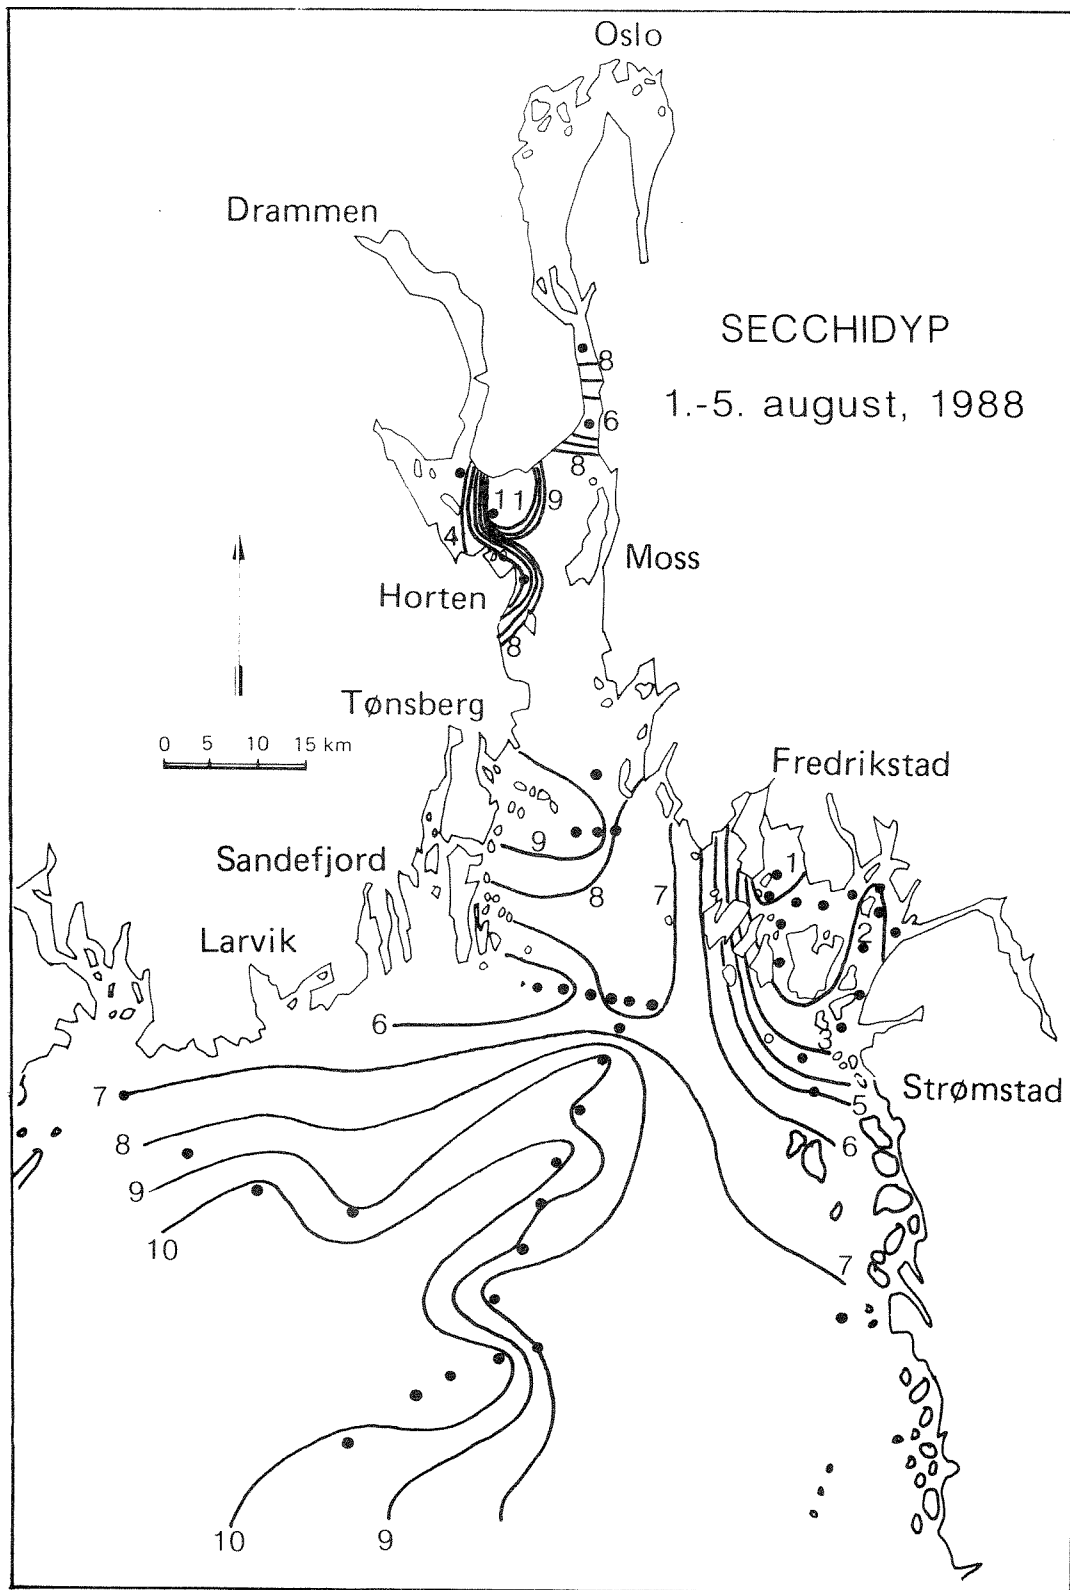 Oslo
Drammen
SECCHIDYP
1.-5. august, 1988
8
6
8
11 9
4
Moss
Horten
8
Tønsberg
0 5 10 15 km
Fredrikstad
9
Sandefjord
1
8
7
2
Larvik
6
3
7
Strømstad
5
8
6
9
10
7
10
9